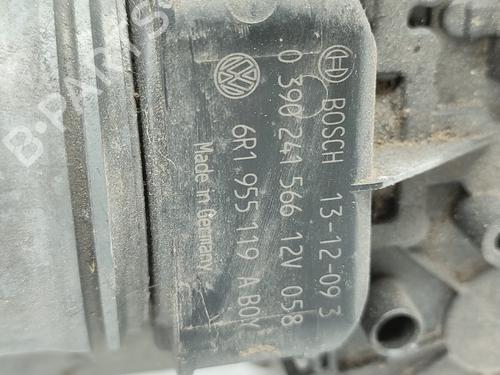 BOSCH 13-12-09 3
0 390 241 566 12V 058
6R1 955 119 A BOY
Made in Germany
B-PARTS